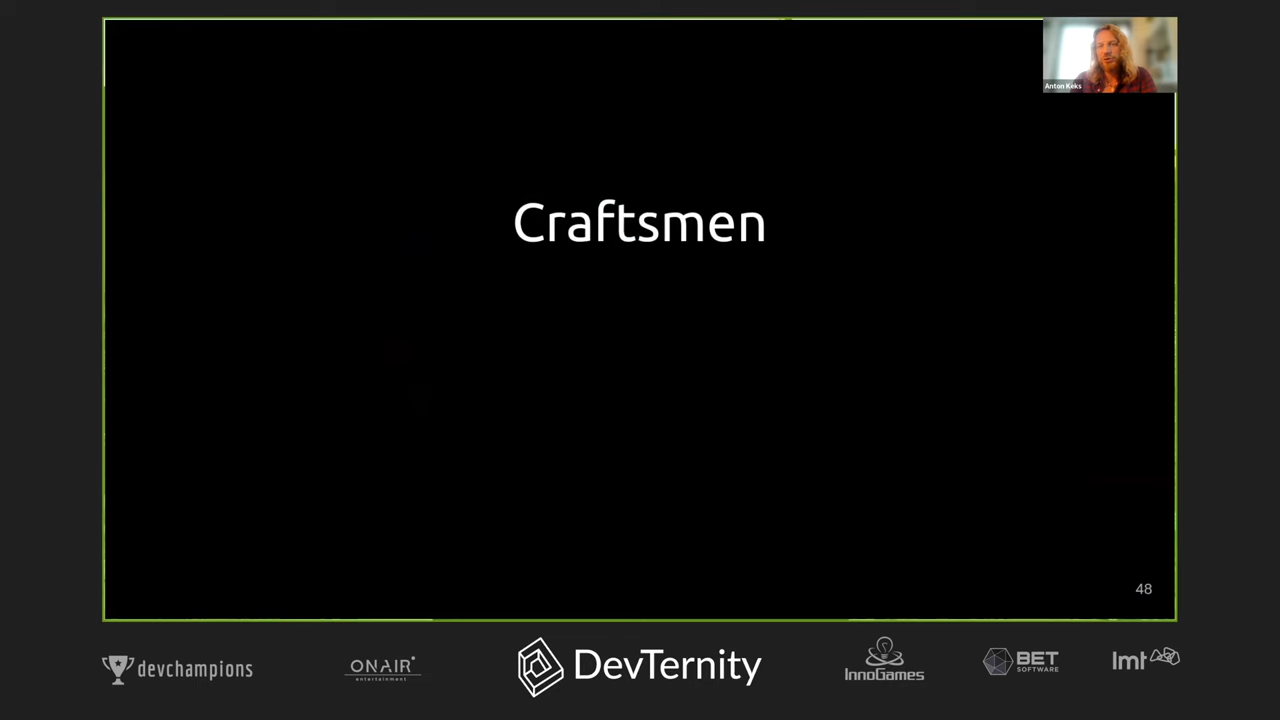 Anton Keks
Craftsmen
48
devchampions
ONAIR
entertainment
DevTernity
InnoGames
BET
SOFTWARE
lmt